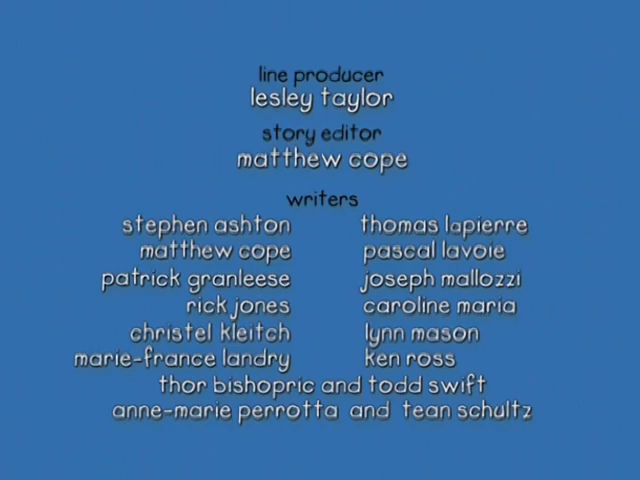 line producer
lesley taylor
story editor
matthew cope
writers
stephen ashton thomas lapierre
matthew cope pascal lavoie
patrick granleese joseph mallozzi
rick jones caroline maria
christel kleitch lynn mason
marie-france landry ken ross
thor bishopric and todd swift
anne-marie perrotta and tean schultz